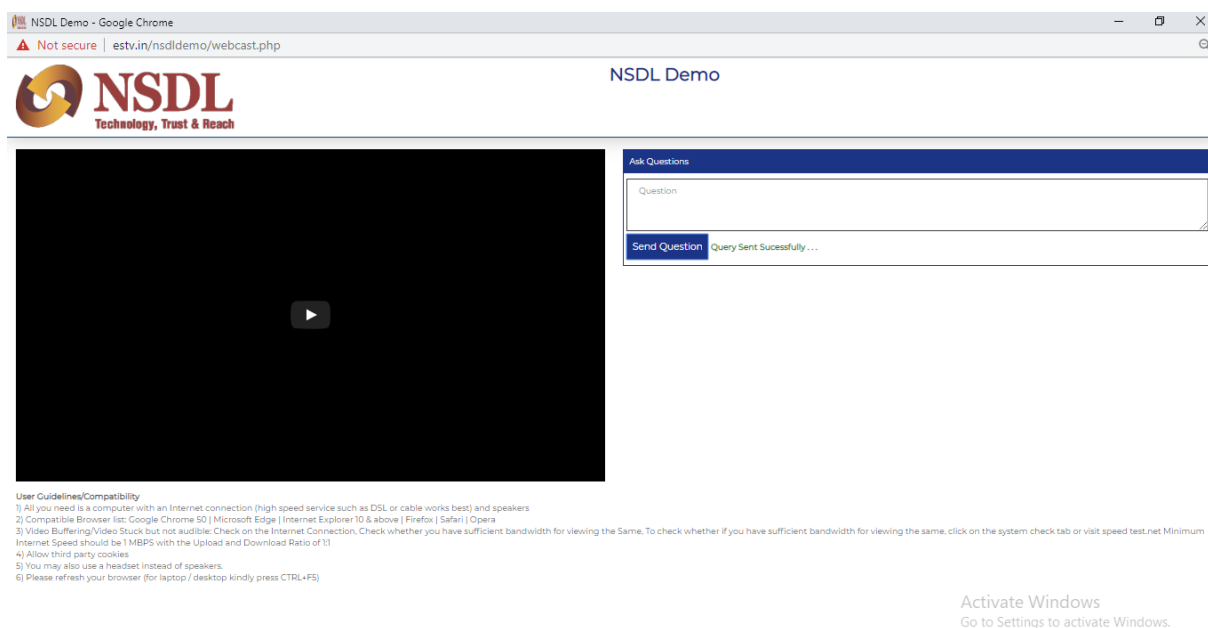 NSDL Demo - Google Chrome
Not secure estv.in/nsdldemo/webcast.php
NSDL
Technology, Trust & Reach
NSDL Demo
Ask Questions
Question
Send Question Query Sent Sucessfully . . .
User Guidelines/Compatibility
1) All you need is a computer with an Internet connection (high speed service such as DSL or cable works best) and speakers
2) Compatible Browser list: Google Chrome 50 | Microsoft Edge | Internet Explorer 10 & above | Firefox | Safari | Opera
3) Video Buffering/Video Stuck but not audible: Check on the Internet Connection, Check whether you have sufficient bandwidth for viewing the Same, To check whether if you have sufficient bandwidth for viewing the same, click on the system check tab or visit speed test.net Minimum
Internet Speed should be 1 MBPS with the Upload and Download Ratio of 1:1
4) Allow third party cookies
5) You may also use a headset instead of speakers.
6) Please refresh your browser (for laptop / desktop kindly press CTRL+F5)
Activate Windows
Go to Settings to activate Windows.